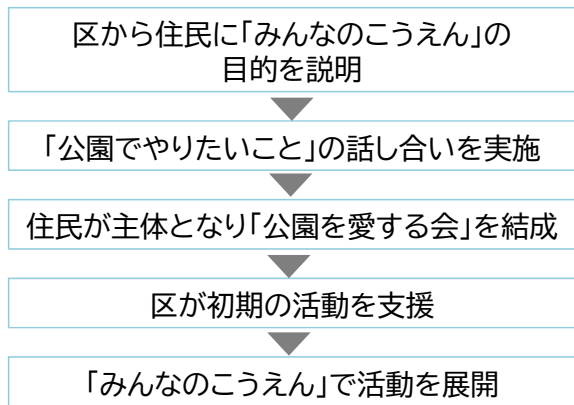 区から住民に「みんなのこうえん」の
目的を説明
「公園でやりたいこと」の話し合いを実施
住民が主体となり「公園を愛する会」を結成
区が初期の活動を支援
「みんなのこうえん」で活動を展開